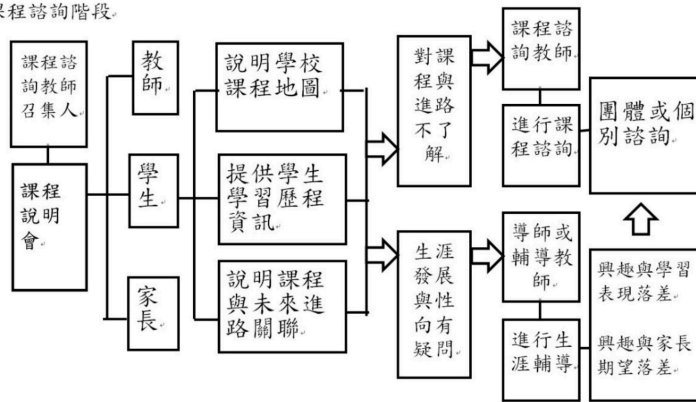 課程諮詢階段
課程諮
詢教師
召集人
課程
說明
會
教
師
學
生
家
長
說明學校
課程地圖
提供學生
學習歷程
資訊
說明課程
與未來進
路關聯
對課
程與
進路
不了
解
生涯
發展
與性
向有
疑問
課程諮
詢教師
進行課
程諮詢
導師或
輔導教
師
進行生
涯輔導
團體或個
別諮詢
興趣與學習
表現落差
興趣與家長
期望落差